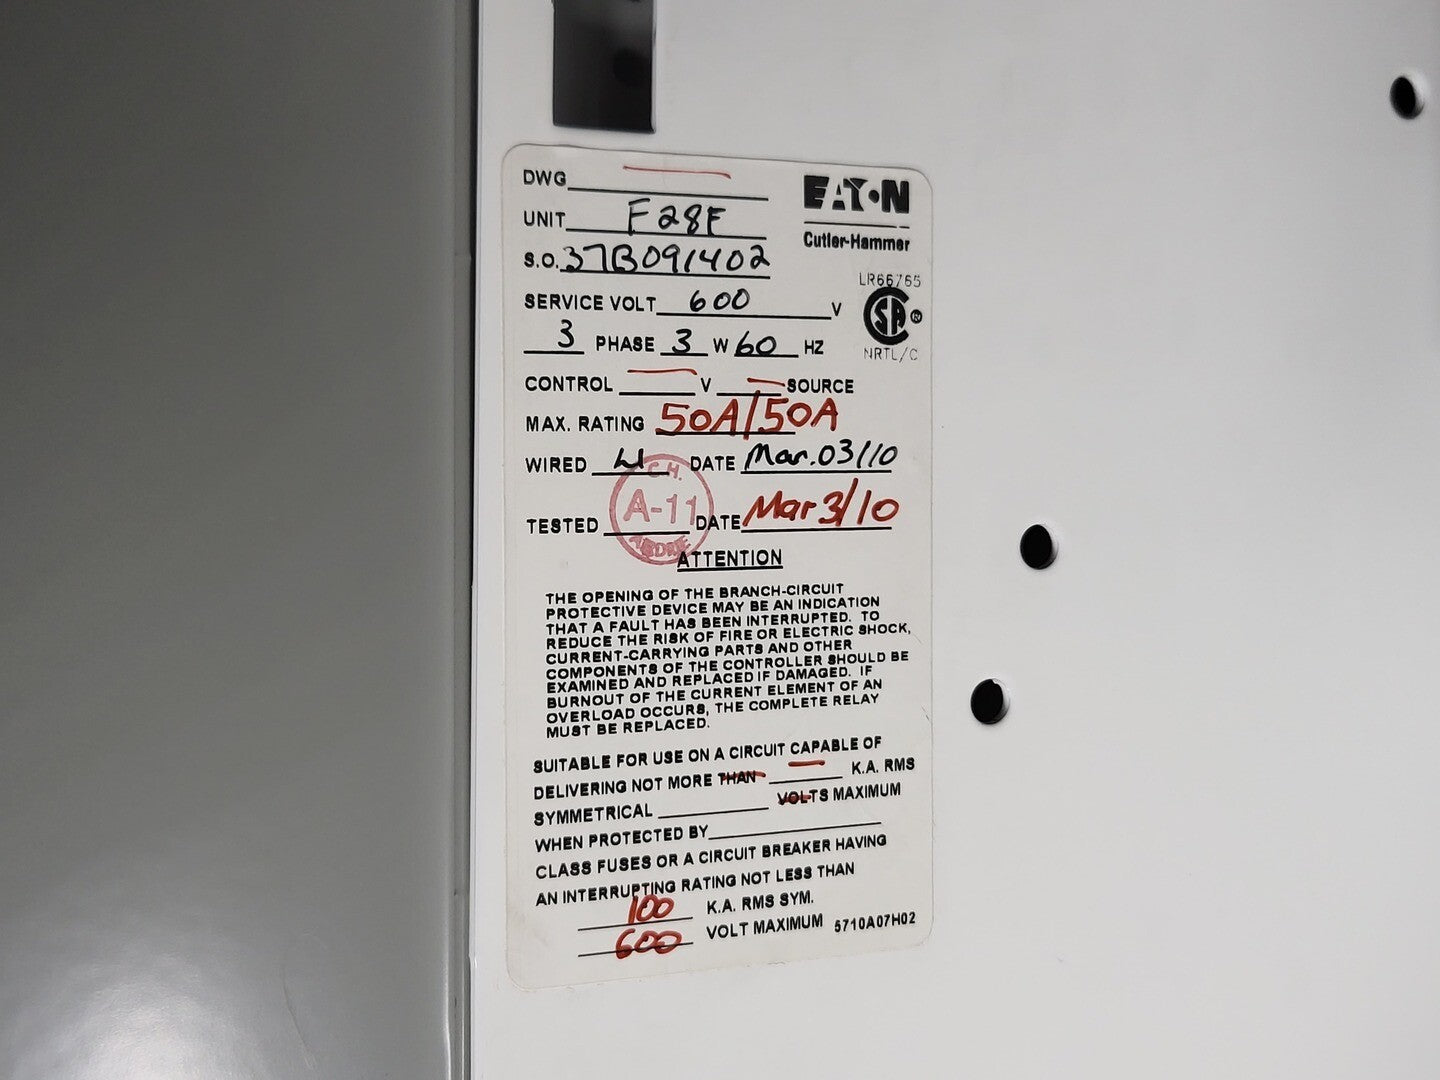 DWG
EATON
UNIT F28F
Cutler-Hammer
S.O. 37B091402
LR66765
SERVICE VOLT 600 V
SA
NRTL/C
3 PHASE 3 W 60 HZ
CONTROL V SOURCE
MAX. RATING 50A/50A
WIRED DATE Mar.03/10
C.H.
A-11
TESTED DATE Mar 3/10
ATTENTION
THE OPENING OF THE BRANCH-CIRCUIT
PROTECTIVE DEVICE MAY BE AN INDICATION
THAT A FAULT HAS BEEN INTERRUPTED. TO
REDUCE THE RISK OF FIRE OR ELECTRIC SHOCK,
CURRENT-CARRYING PARTS AND OTHER
COMPONENTS OF THE CONTROLLER SHOULD BE
EXAMINED AND REPLACED IF DAMAGED. IF
BURNOUT OF THE CURRENT ELEMENT OF AN
OVERLOAD OCCURS, THE COMPLETE RELAY
MUST BE REPLACED.
SUITABLE FOR USE ON A CIRCUIT CAPABLE OF
DELIVERING NOT MORE THAN K.A. RMS
SYMMETRICAL VOLTS MAXIMUM
WHEN PROTECTED BY
CLASS FUSES OR A CIRCUIT BREAKER HAVING
AN INTERRUPTING RATING NOT LESS THAN
100 K.A. RMS SYM.
600 VOLT MAXIMUM 5710A07H02